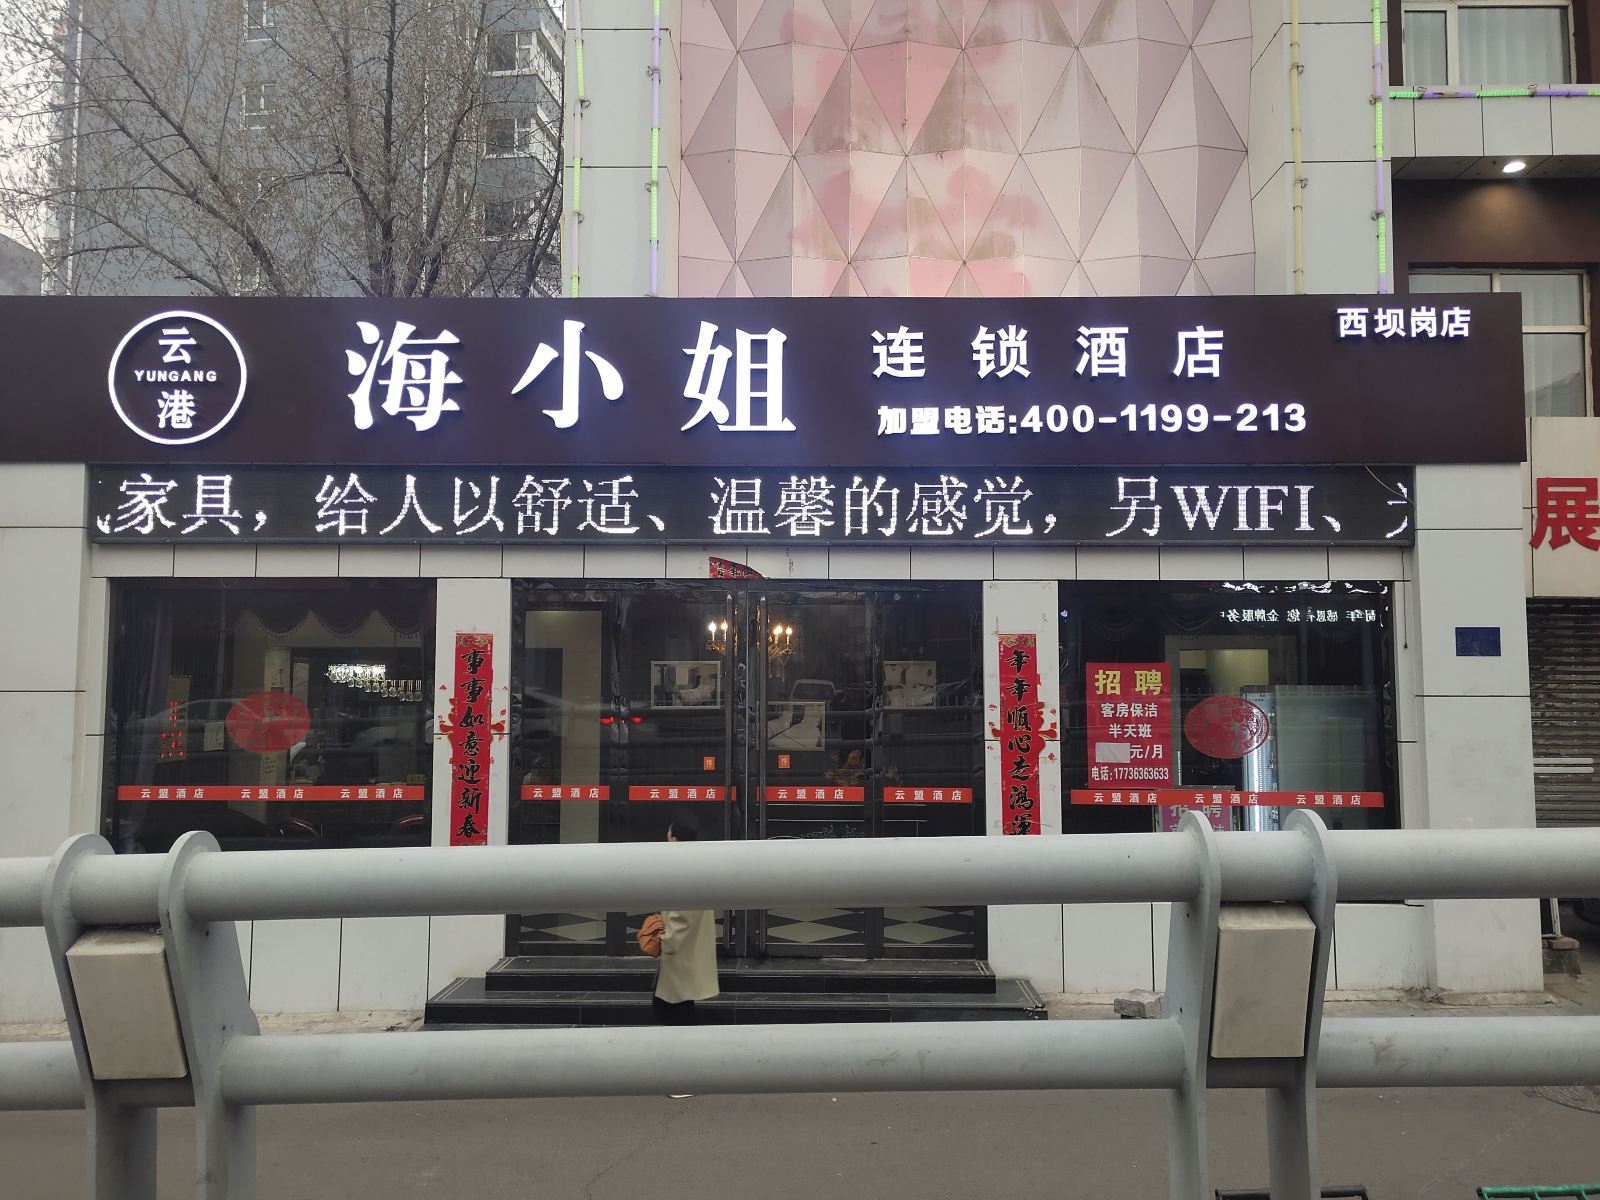 云
YUNGANG
港
海小姐
连锁酒店
加盟电话:400-1199-213
西坝岗店
家具，给人以舒适、温馨的感觉，另WIFI、
展
事事如意迎新春
年年顺心走鸿运
招聘
客房保洁
半天班
元/月
电话:17736363633
云盟酒店 云盟酒店 云盟酒店
云盟酒店 云盟酒店
云盟酒店 云盟酒店
云盟酒店 云盟酒店 云盟酒店
推 推
招聘